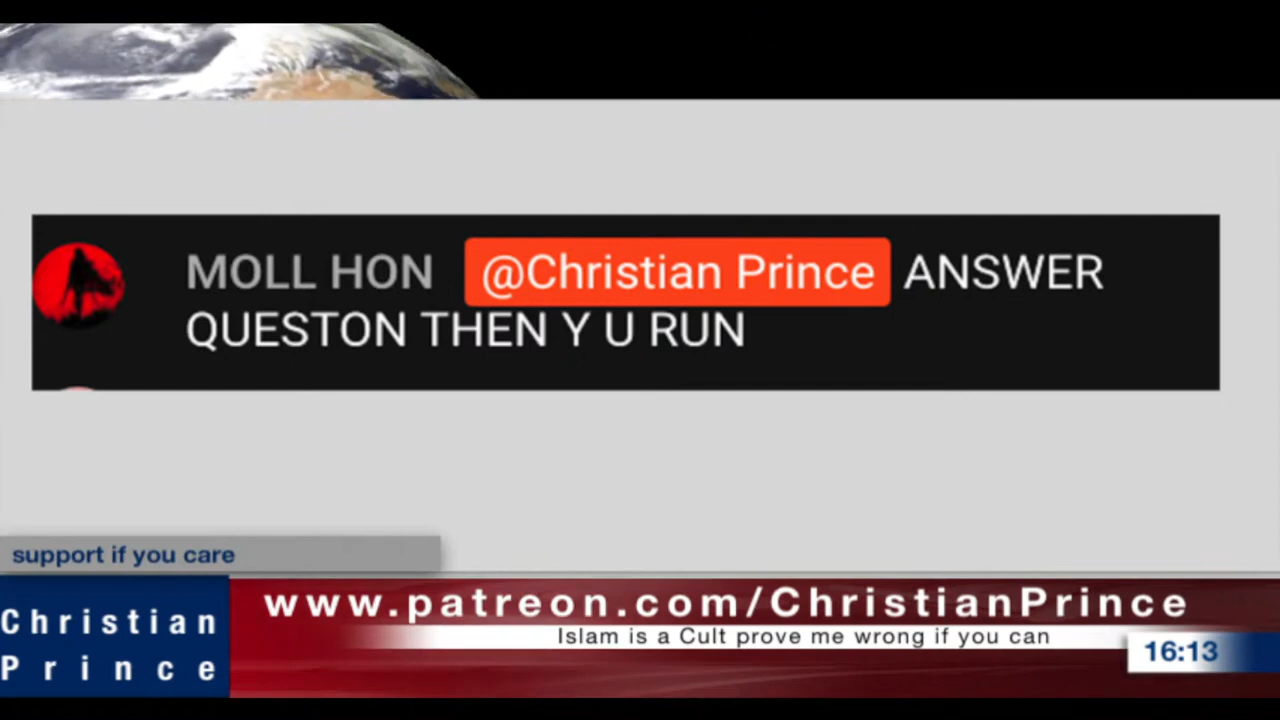 MOLL HON @Christian Prince ANSWER
QUESTON THEN Y U RUN
support if you care
Christian
Prince
www.patreon.com/ChristianPrince
Islam is a Cult prove me wrong if you can
16:13